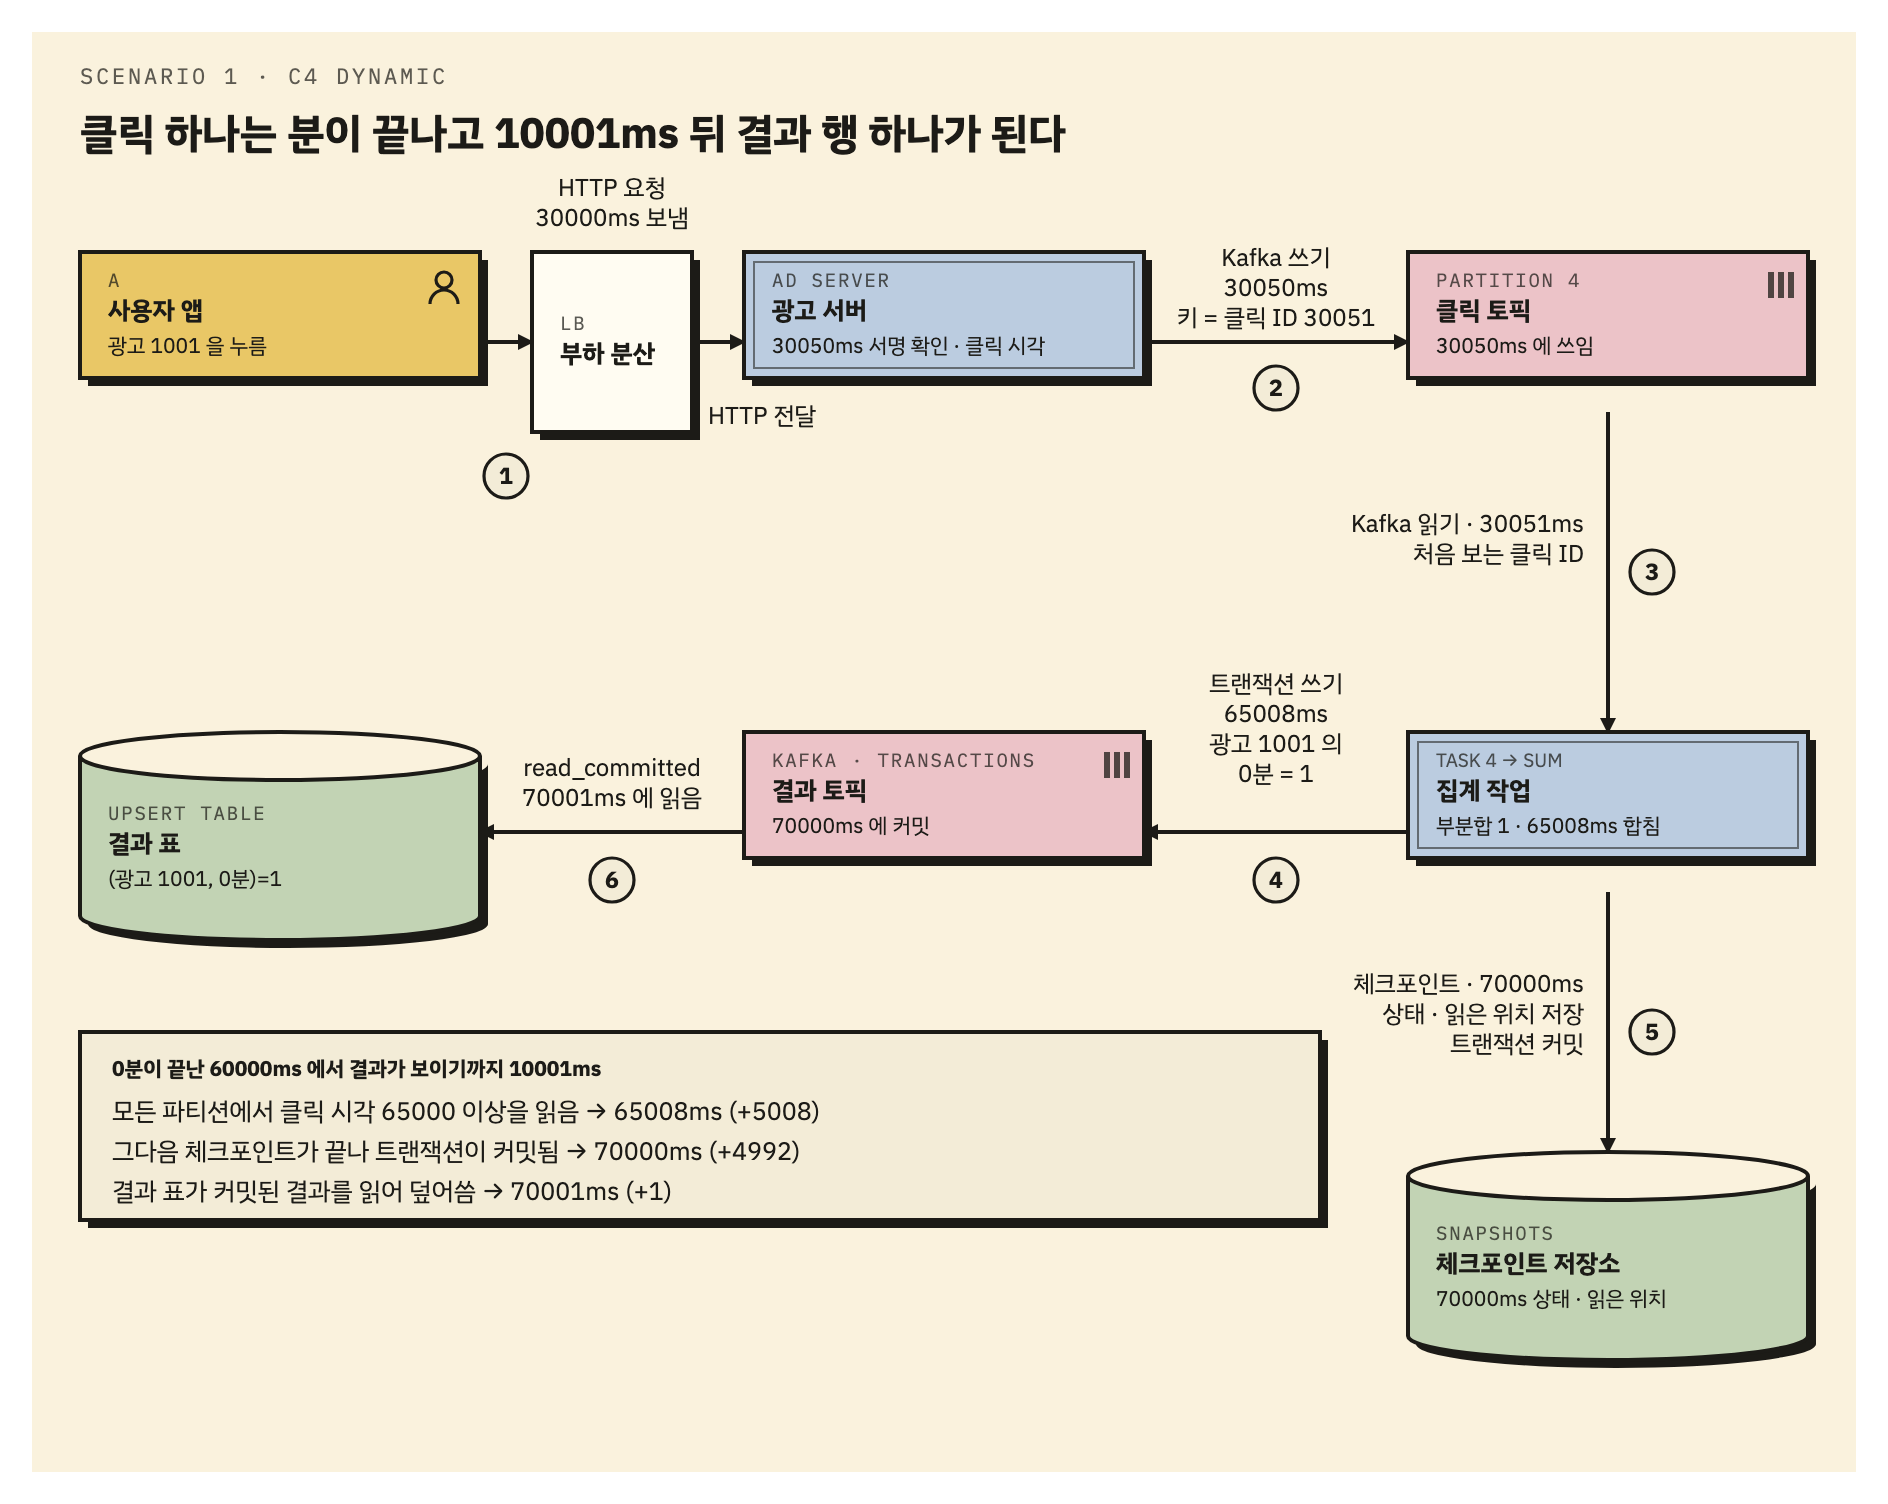 SCENARIO 1 · C4 DYNAMIC
클릭 하나는 분이 끝나고 10001ms 뒤 결과 행 하나가 된다
HTTP 요청
30000ms 보냄
A
사용자 앱
광고 1001 을 누름
LB
부하 분산
AD SERVER
광고 서버
30050ms 서명 확인 · 클릭 시각
Kafka 쓰기
30050ms
키 = 클릭 ID 30051
PARTITION 4
클릭 토픽
30050ms 에 쓰임
HTTP 전달
1
2
Kafka 읽기 · 30051ms
처음 보는 클릭 ID
3
UPSERT TABLE
결과 표
(광고 1001, 0분)=1
read_committed
70001ms 에 읽음
6
KAFKA · TRANSACTIONS
결과 토픽
70000ms 에 커밋
트랜잭션 쓰기
65008ms
광고 1001 의
0분 = 1
4
TASK 4 → SUM
집계 작업
부분합 1 · 65008ms 합침
체크포인트 · 70000ms
상태 · 읽은 위치 저장
트랜잭션 커밋
5
0분이 끝난 60000ms 에서 결과가 보이기까지 10001ms
모든 파티션에서 클릭 시각 65000 이상을 읽음 → 65008ms (+5008)
그다음 체크포인트가 끝나 트랜잭션이 커밋됨 → 70000ms (+4992)
결과 표가 커밋된 결과를 읽어 덮어씀 → 70001ms (+1)
SNAPSHOTS
체크포인트 저장소
70000ms 상태 · 읽은 위치